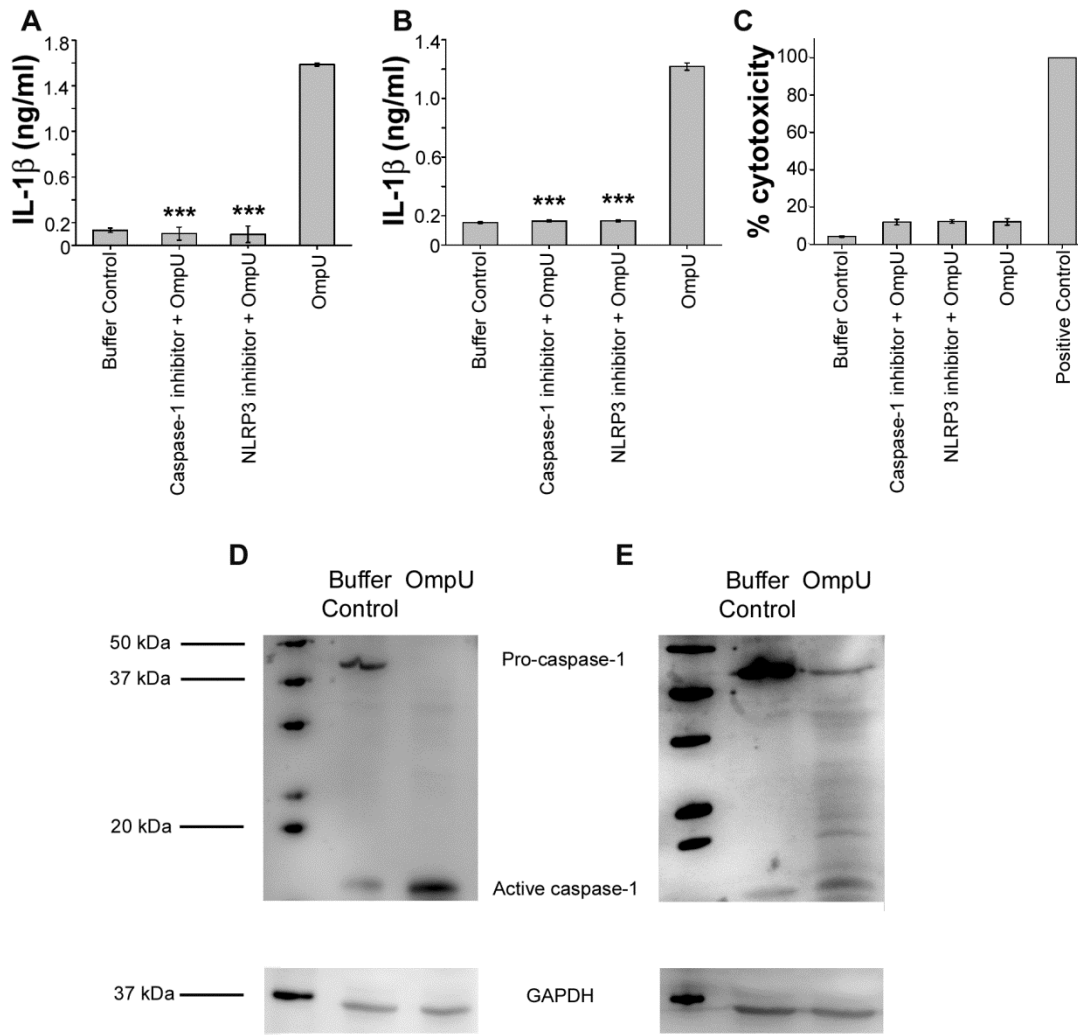 A
IL-1β (ng/ml)
1.8
1.4
1.0
0.6
0.2
0
***
***
Buffer Control
Caspase-1 inhibitor + OmpU
NLRP3 inhibitor + OmpU
OmpU
B
IL-1β (ng/ml)
1.4
1.0
0.6
0.2
0
***
***
Buffer Control
Caspase-1 inhibitor + OmpU
NLRP3 inhibitor + OmpU
OmpU
C
% cytotoxicity
100
80
60
40
20
0
Buffer Control
Caspase-1 inhibitor + OmpU
NLRP3 inhibitor + OmpU
OmpU
Positive Control
D
Buffer Control
OmpU
50 kDa
37 kDa
20 kDa
37 kDa
Pro-caspase-1
Active caspase-1
GAPDH
E
Buffer Control
OmpU